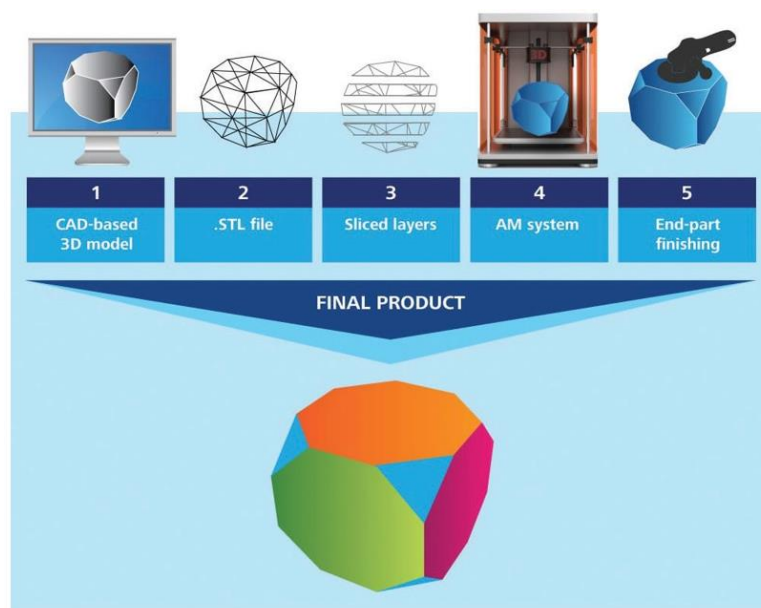 3D
1
CAD-based
3D model
2
.STL file
3
Sliced layers
4
AM system
5
End-part
finishing
FINAL PRODUCT